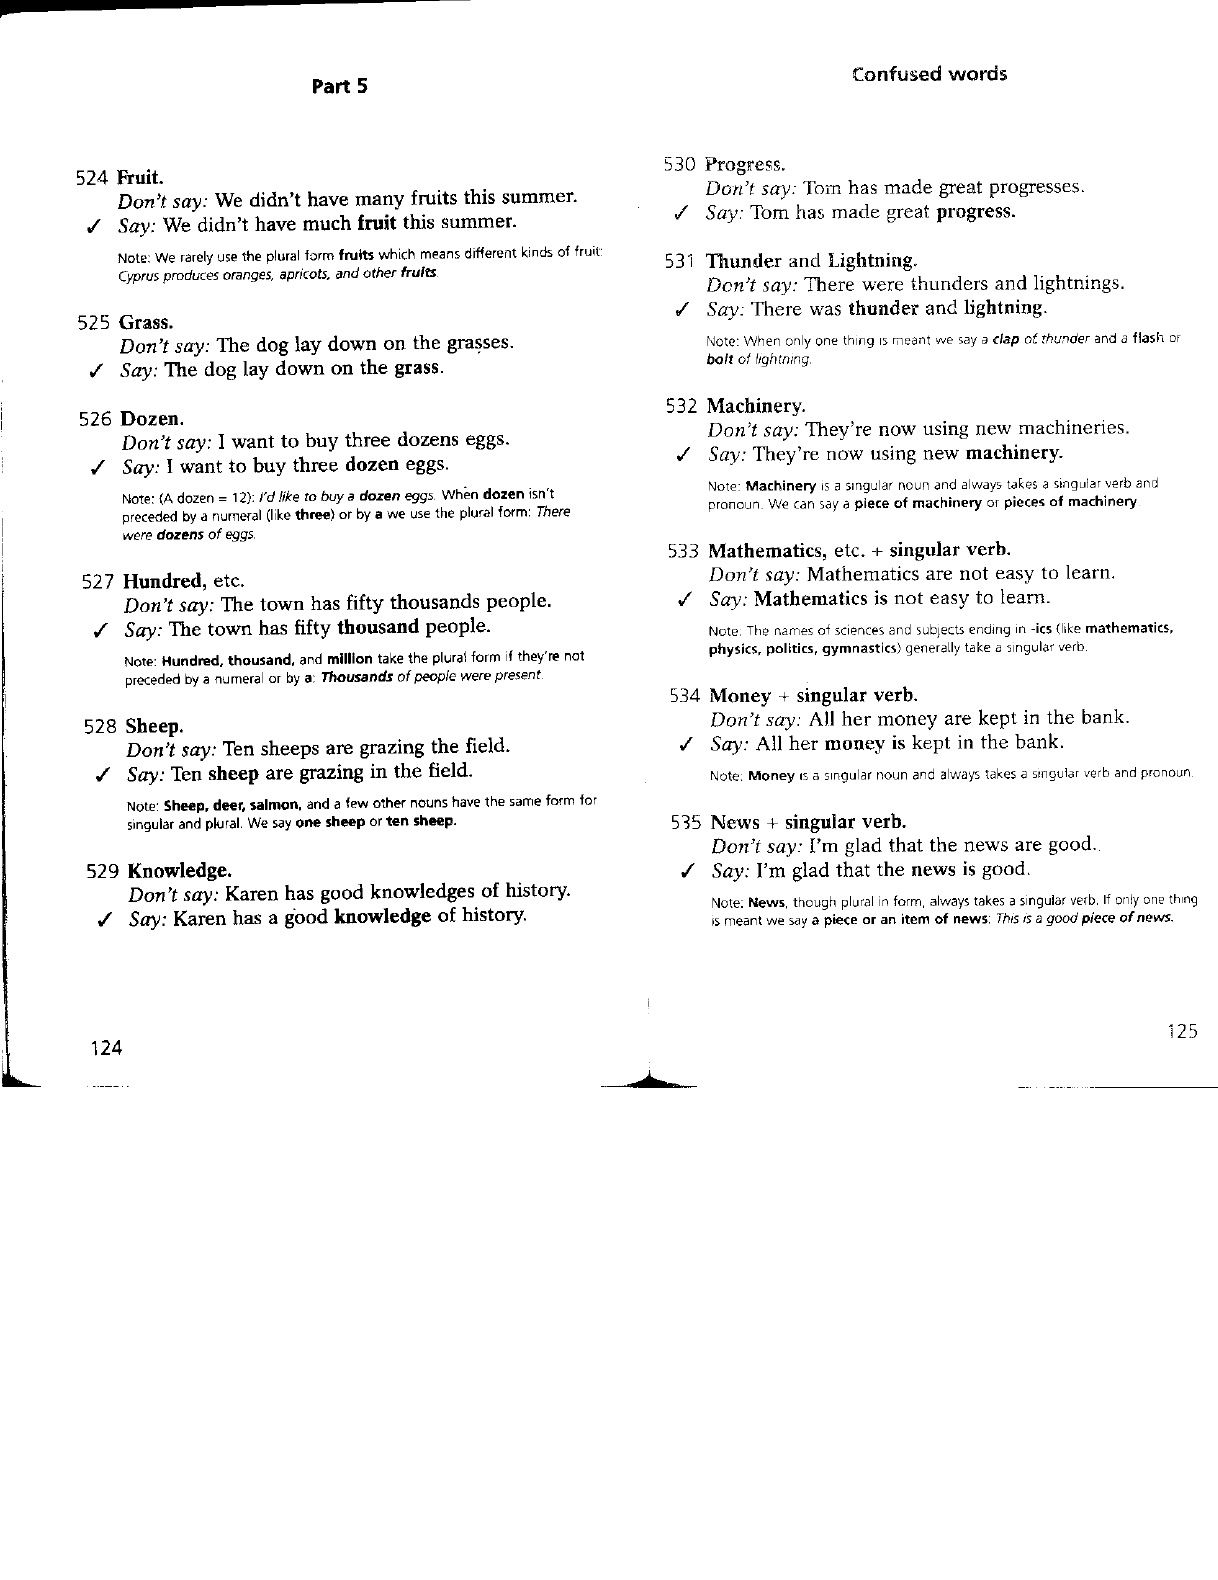 Part 5
524 Fruit.
Don't say: We didn't have many fruits this summer.
✓ Say: We didn't have much fruit this summer.
Note: We rarely use the plural form fruits which means different kinds of fruit:
Cyprus produces oranges, apricots, and other fruits.
525 Grass.
Don't say: The dog lay down on the grasses.
✓ Say: The dog lay down on the grass.
526 Dozen.
Don't say: I want to buy three dozens eggs.
✓ Say: I want to buy three dozen eggs.
Note: (A dozen = 12): I'd like to buy a dozen eggs. When dozen isn't
preceded by a numeral (like three) or by a we use the plural form: There
were dozens of eggs.
527 Hundred, etc.
Don't say: The town has fifty thousands people.
✓ Say: The town has fifty thousand people.
Note: Hundred, thousand, and million take the plural form if they're not
preceded by a numeral or by a: Thousands of people were present.
528 Sheep.
Don't say: Ten sheeps are grazing the field.
✓ Say: Ten sheep are grazing in the field.
Note: Sheep, deer, salmon, and a few other nouns have the same form for
singular and plural. We say one sheep or ten sheep.
529 Knowledge.
Don't say: Karen has good knowledges of history.
✓ Say: Karen has a good knowledge of history.
124
Confused words
530 Progress.
Don't say: Tom has made great progresses.
✓ Say: Tom has made great progress.
531 Thunder and Lightning.
Don't say: There were thunders and lightnings.
✓ Say: There was thunder and lightning.
Note: When only one thing is meant we say a clap of thunder and a flash or
bolt of lightning.
532 Machinery.
Don't say: They're now using new machineries.
✓ Say: They're now using new machinery.
Note: Machinery is a singular noun and always takes a singular verb and
pronoun. We can say a piece of machinery or pieces of machinery.
533 Mathematics, etc. + singular verb.
Don't say: Mathematics are not easy to learn.
✓ Say: Mathematics is not easy to learn.
Note: The names of sciences and subjects ending in -ics (like mathematics,
physics, politics, gymnastics) generally take a singular verb.
534 Money + singular verb.
Don't say: All her money are kept in the bank.
✓ Say: All her money is kept in the bank.
Note: Money is a singular noun and always takes a singular verb and pronoun.
535 News + singular verb.
Don't say: I'm glad that the news are good.
✓ Say: I'm glad that the news is good.
Note: News, though plural in form, always takes a singular verb. If only one thing
is meant we say a piece or an item of news: This is a good piece of news.
125